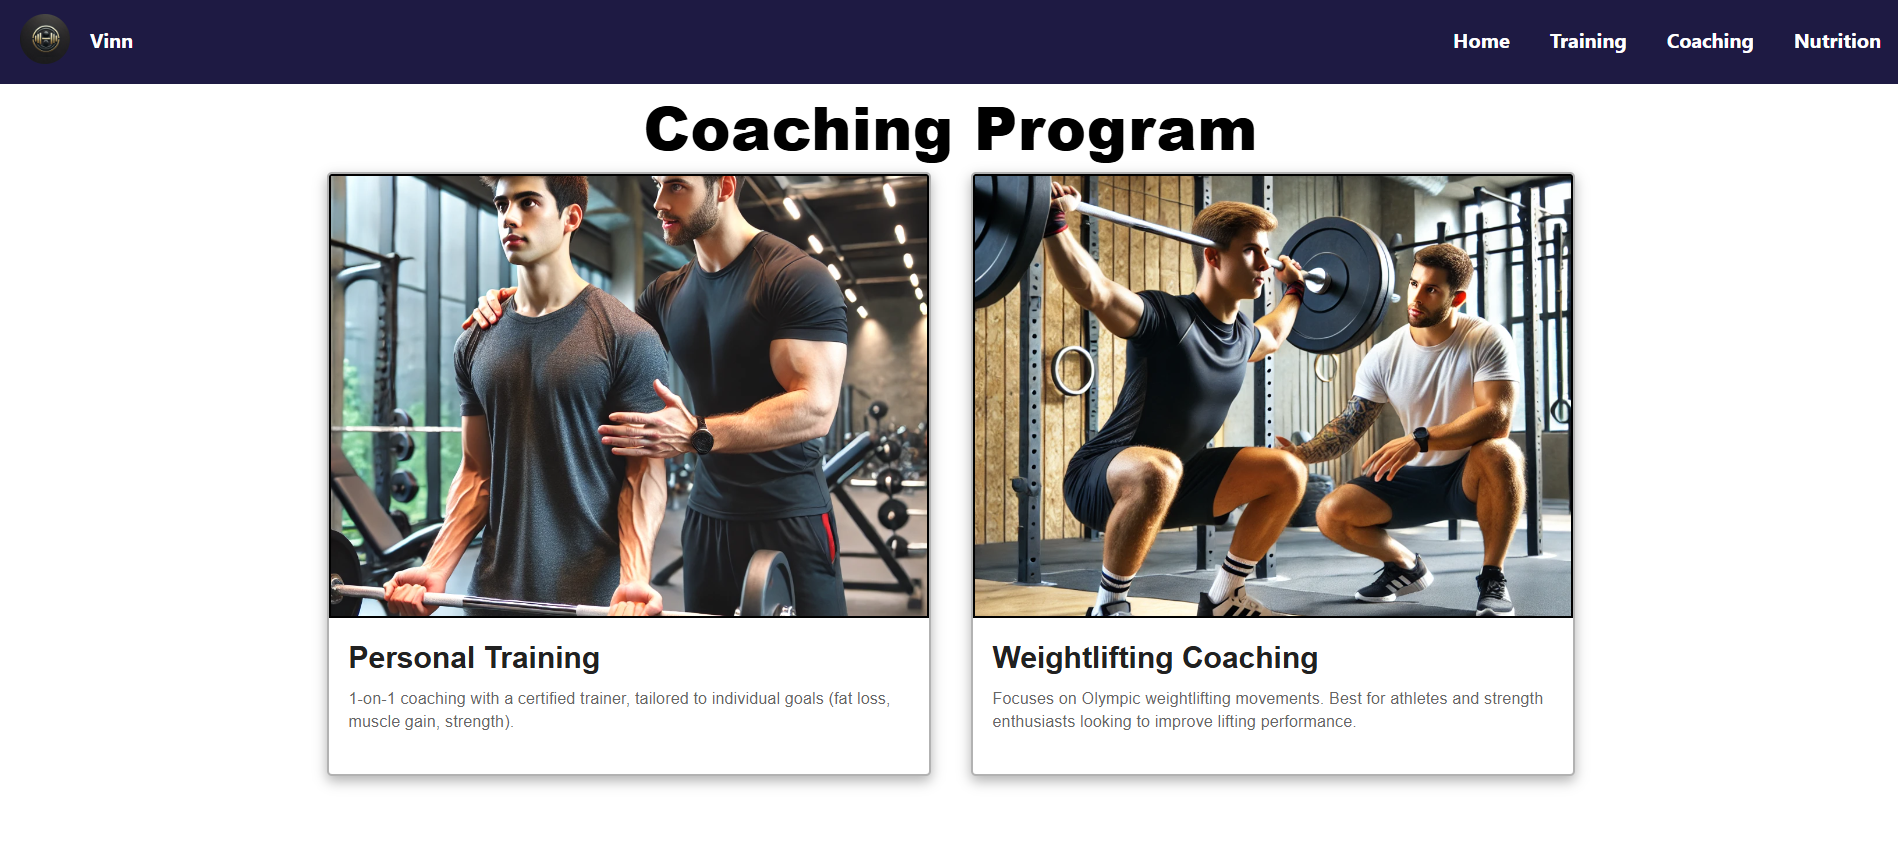 Vinn
Home
Training
Coaching
Nutrition
Coaching Program
Personal Training
1-on-1 coaching with a certified trainer, tailored to individual goals (fat loss,
muscle gain, strength).
Weightlifting Coaching
Focuses on Olympic weightlifting movements. Best for athletes and strength
enthusiasts looking to improve lifting performance.